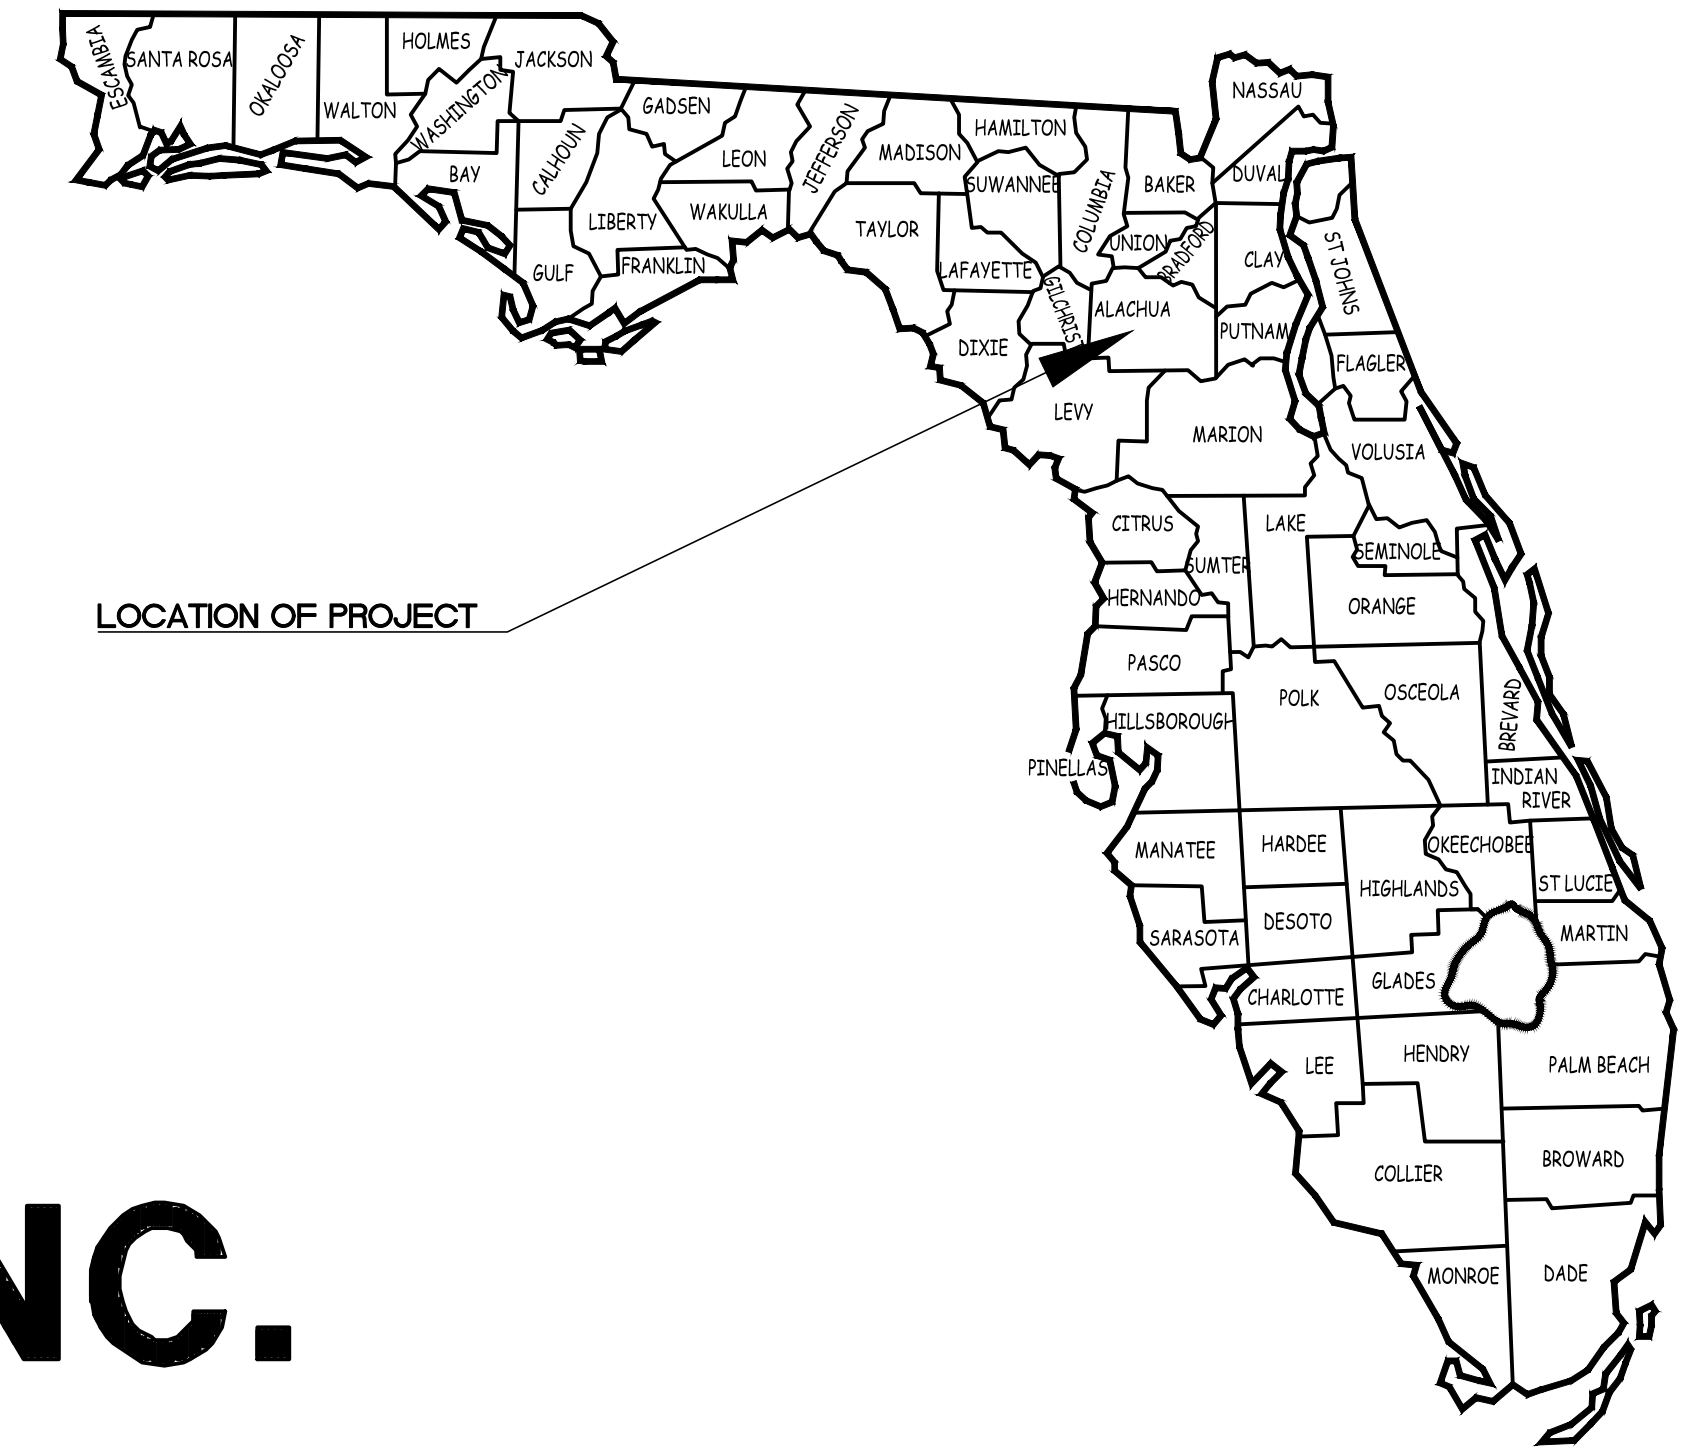 ESCAMBIA
SANTA ROSA
OKALOOSA
WALTON
HOLMES
WASHINGTON
JACKSON
BAY
CALHOUN
GULF
LIBERTY
GADSEN
FRANKLIN
LEON
WAKULLA
JEFFERSON
MADISON
TAYLOR
HAMILTON
SUWANNEE
LAFAYETTE
DIXIE
COLUMBIA
GILCHRIST
BAKER
UNION
BRADFORD
ALACHUA
NASSAU
DUVAL
CLAY
PUTNAM
ST JOHNS
FLAGLER
LEVY
MARION
VOLUSIA
CITRUS
SUMTER
LAKE
SEMINOLE
HERNANDO
ORANGE
LOCATION OF PROJECT
PASCO
POLK
OSCEOLA
BREVARD
HILLSBOROUGH
PINELLAS
INDIAN
RIVER
MANATEE
HARDEE
HIGHLANDS
OKEECHOBEE
ST LUCIE
SARASOTA
DESOTO
MARTIN
CHARLOTTE
GLADES
LEE
HENDRY
PALM BEACH
COLLIER
BROWARD
MONROE
DADE
NC.